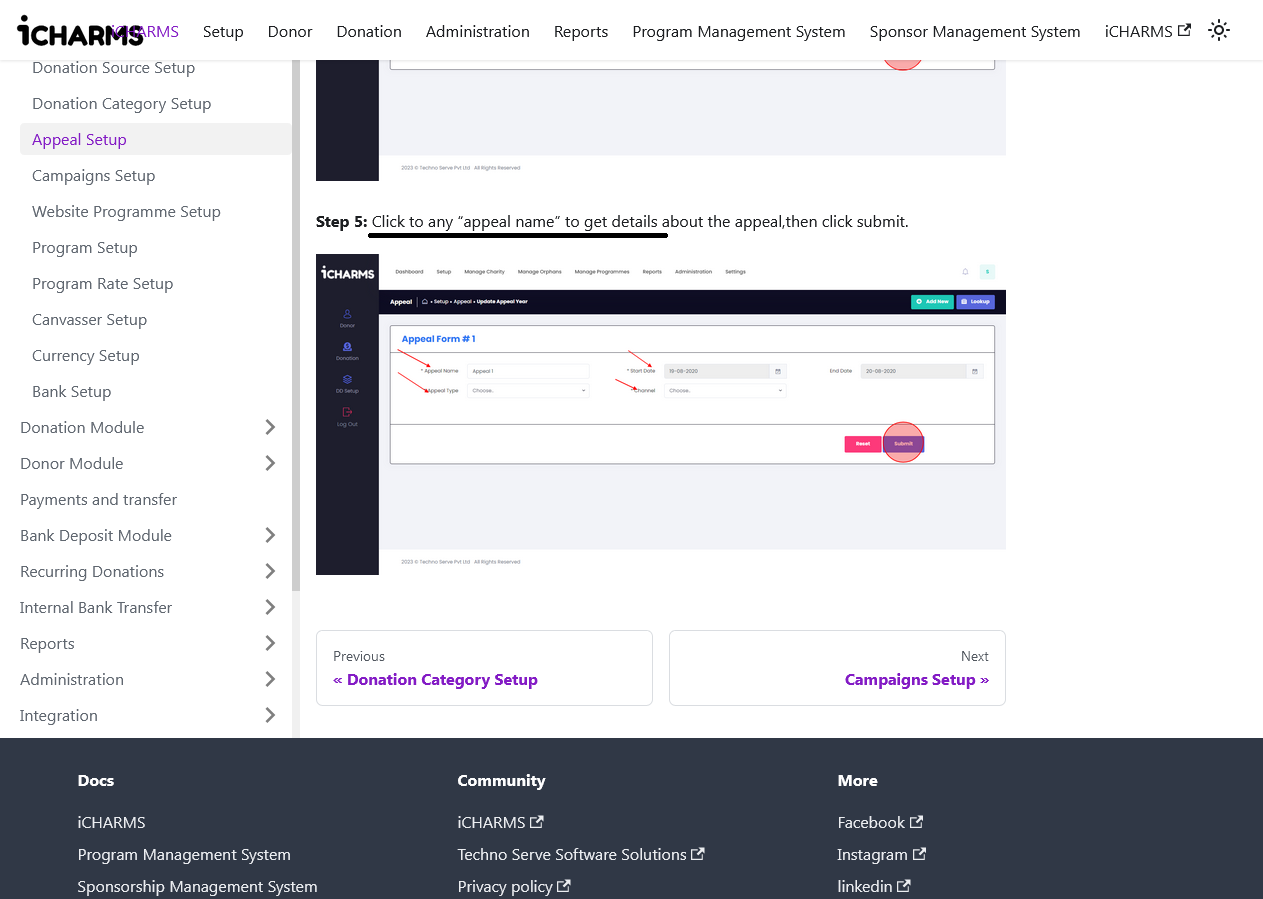 iCHARMS
iCHARMS Setup Donor Donation Administration Reports Program Management System Sponsor Management System iCHARMS
Donation Source Setup
Donation Category Setup
Appeal Setup
Campaigns Setup
Website Programme Setup
Program Setup
Program Rate Setup
Canvasser Setup
Currency Setup
Bank Setup
Donation Module
Donor Module
Payments and transfer
Bank Deposit Module
Recurring Donations
Internal Bank Transfer
Reports
Administration
Integration
2023 © Techno Serve Pvt Ltd All Rights Reserved
Step 5: Click to any “appeal name” to get details about the appeal,then click submit.
iCHARMS
Dashboard Setup Manage Charity Manage Orphans Manage Programmes Reports Administration Settings
S
Appeal • Setup • Appeal • Update Appeal Year
Add New Lookup
Donor
Donation
DD Setup
Log Out
Appeal Form # 1
* Appeal Name Appeal 1 * Start Date 19-08-2020 End Date 20-08-2020
Appeal Type Choose.. Channel Choose..
Reset Submit
2023 © Techno Serve Pvt Ltd All Rights Reserved
Previous
« Donation Category Setup
Next
Campaigns Setup »
Docs
iCHARMS
Program Management System
Sponsorship Management System
Community
iCHARMS
Techno Serve Software Solutions
Privacy policy
More
Facebook
Instagram
linkedin